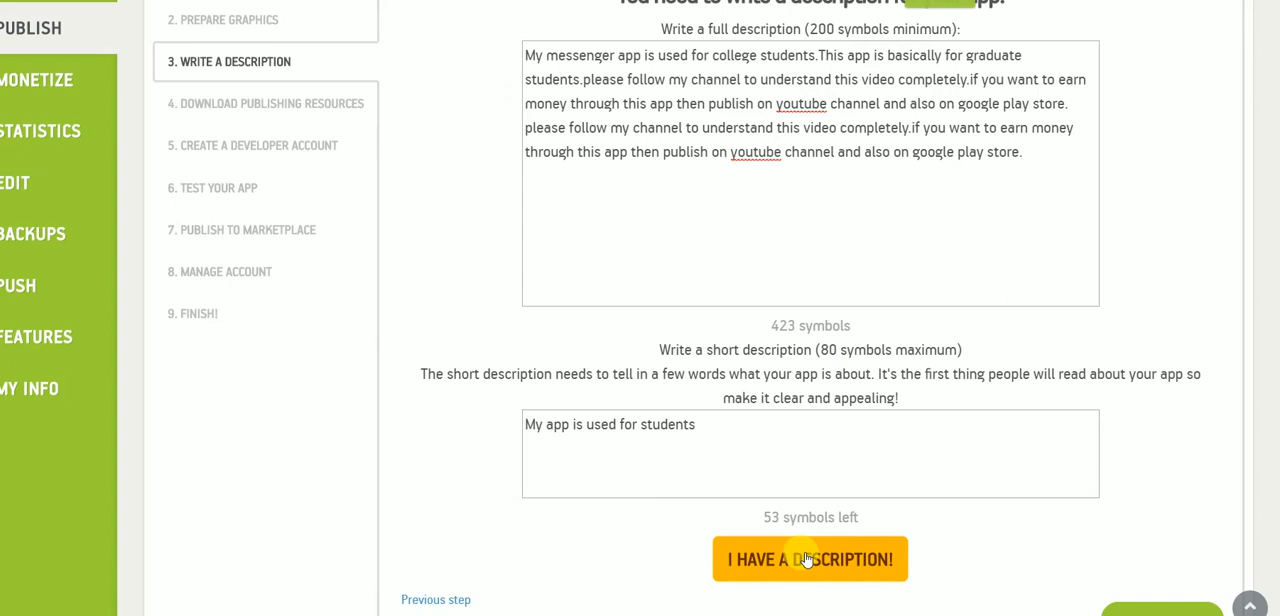 PUBLISH
MONETIZE
STATISTICS
EDIT
BACKUPS
PUSH
FEATURES
MY INFO
2. PREPARE GRAPHICS
3. WRITE A DESCRIPTION
4. DOWNLOAD PUBLISHING RESOURCES
5. CREATE A DEVELOPER ACCOUNT
6. TEST YOUR APP
7. PUBLISH TO MARKETPLACE
8. MANAGE ACCOUNT
9. FINISH!
You need to write a description app!
Write a full description (200 symbols minimum):
My messenger app is used for college students.This app is basically for graduate
students.please follow my channel to understand this video completely.if you want to earn
money through this app then publish on youtube channel and also on google play store.
please follow my channel to understand this video completely.if you want to earn money
through this app then publish on youtube channel and also on google play store.
423 symbols
Write a short description (80 symbols maximum)
The short description needs to tell in a few words what your app is about. It's the first thing people will read about your app so
make it clear and appealing!
My app is used for students
53 symbols left
I HAVE A DESCRIPTION!
Previous step